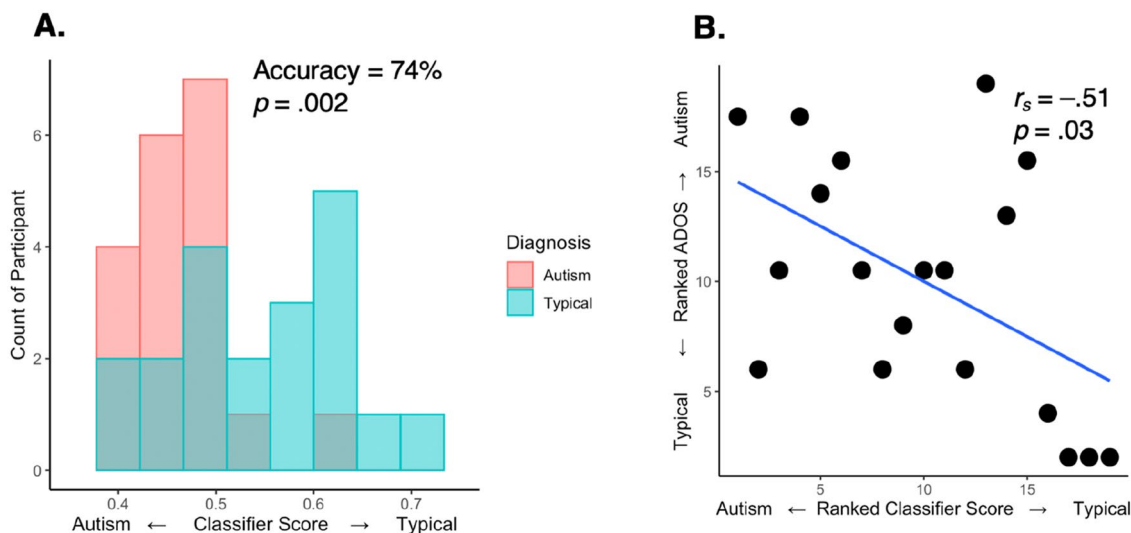 A.
Accuracy = 74%
p = .002
Count of Participant
6
4
2
0
0.4 0.5 0.6 0.7
Autism ← Classifier Score → Typical
Diagnosis
Autism
Typical
B.
rs = –.51
p = .03
Typical ← Ranked ADOS → Autism
15
10
5
5 10 15
Autism ← Ranked Classifier Score → Typical